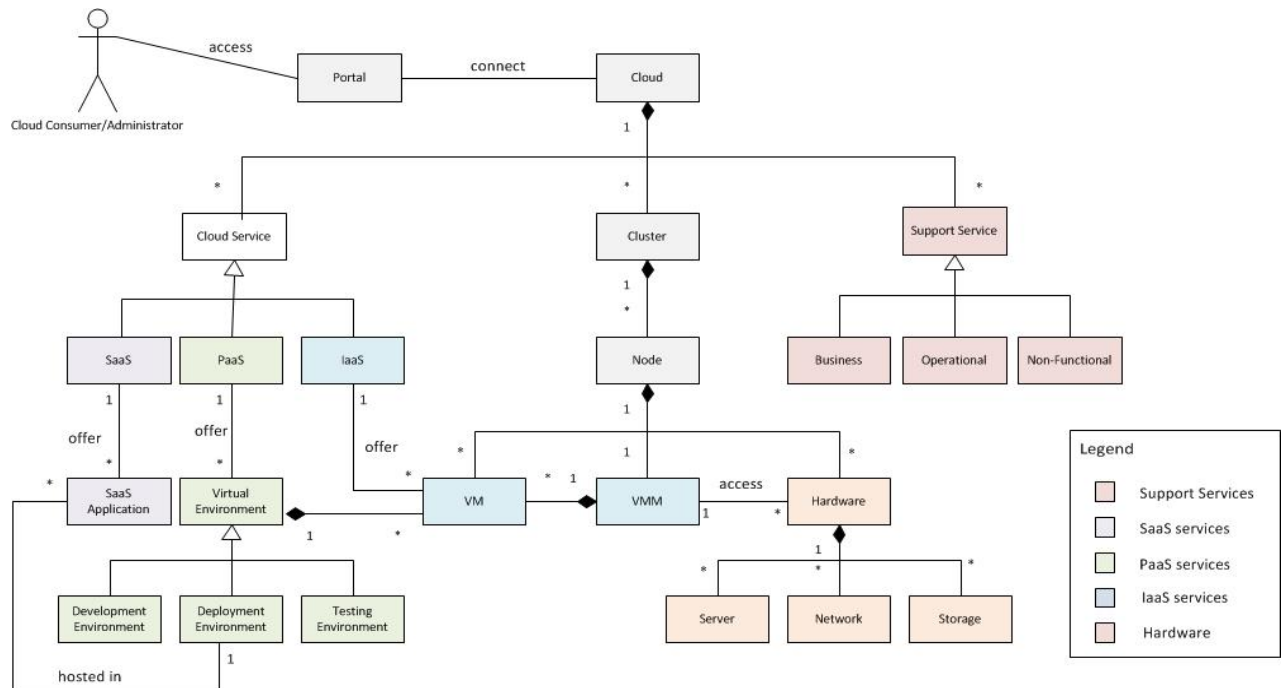 access
connect
Portal
Cloud
Cloud Consumer/Administrator
1
*
*
*
Cloud Service
Cluster
Support Service
1
*
SaaS
PaaS
IaaS
Node
Business
Operational
Non-Functional
1
1
1
1
offer
offer
offer
*
*
*
*
*
1
*
*
1
access
SaaS
Application
Virtual
Environment
VM
VMM
Hardware
1
*
1
*
1
*
*
*
Development
Environment
Deployment
Environment
Testing
Environment
Server
Network
Storage
1
hosted in
Legend
Support Services
SaaS services
PaaS services
IaaS services
Hardware